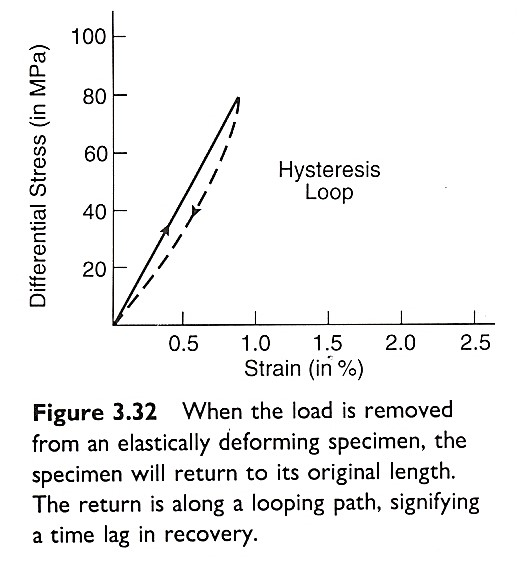 100
80
60
40
20
Differential Stress (in MPa)
Hysteresis
Loop
0.5 1.0 1.5 2.0 2.5
Strain (in %)
Figure 3.32 When the load is removed
from an elastically deforming specimen, the
specimen will return to its original length.
The return is along a looping path, signifying
a time lag in recovery.